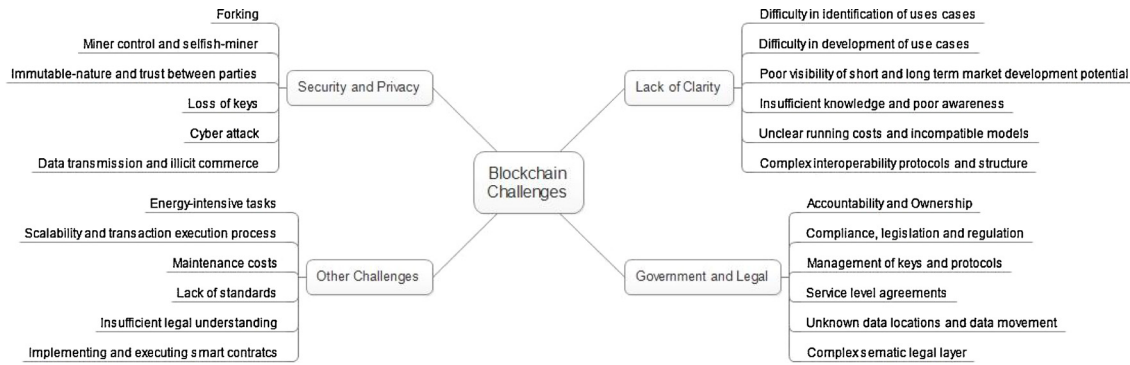 Forking
Miner control and selfish-miner
Immutable-nature and trust between parties
Loss of keys
Cyber attack
Data transmission and illicit commerce
Security and Privacy
Energy-intensive tasks
Scalability and transaction execution process
Maintenance costs
Lack of standards
Insufficient legal understanding
Implementing and executing smart contratcs
Other Challenges
Blockchain
Challenges
Lack of Clarity
Difficulty in identification of uses cases
Difficulty in development of use cases
Poor visibility of short and long term market development potential
Insufficient knowledge and poor awareness
Unclear running costs and incompatible models
Complex interoperability protocols and structure
Government and Legal
Accountability and Ownership
Compliance, legislation and regulation
Management of keys and protocols
Service level agreements
Unknown data locations and data movement
Complex sematic legal layer